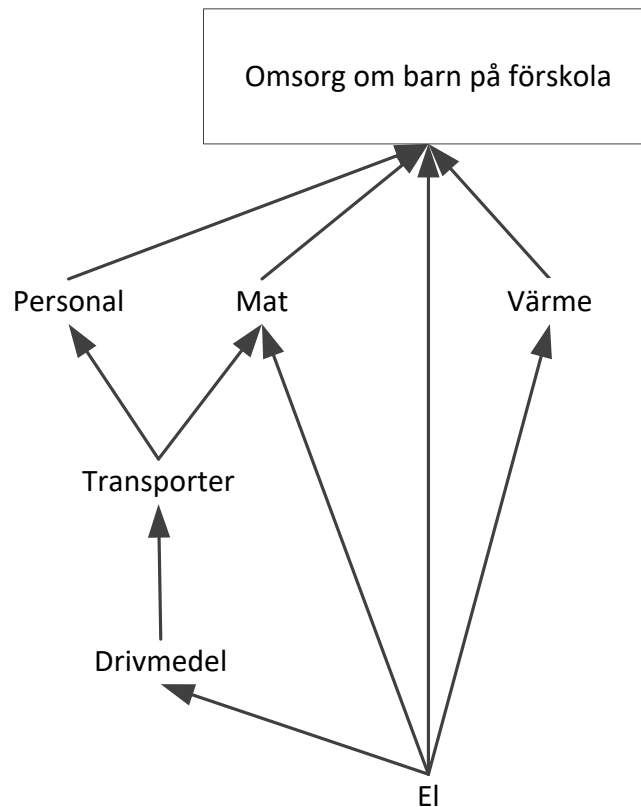 Omsorg om barn på förskola
Personal
Mat
Värme
Transporter
Drivmedel
El